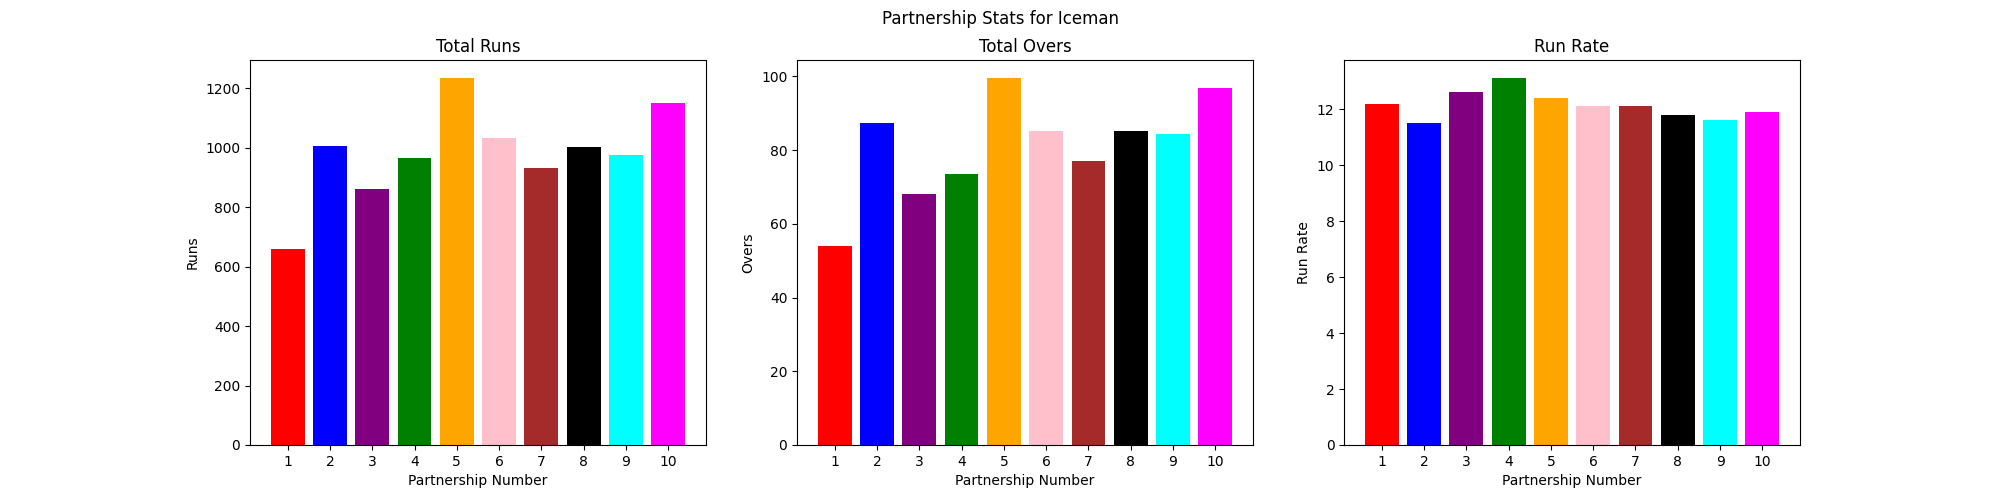 Partnership Stats for Iceman
Total Runs
Runs
1200
1000
800
600
400
200
0
1 2 3 4 5 6 7 8 9 10
Partnership Number
Total Overs
Overs
100
80
60
40
20
0
1 2 3 4 5 6 7 8 9 10
Partnership Number
Run Rate
Run Rate
12
10
8
6
4
2
0
1 2 3 4 5 6 7 8 9 10
Partnership Number